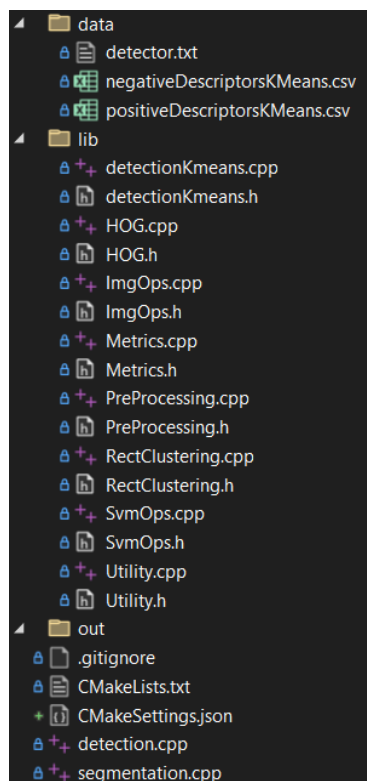 data
detector.txt
negativeDescriptorsKMeans.csv
positiveDescriptorsKMeans.csv
lib
detectionKmeans.cpp
detectionKmeans.h
HOG.cpp
HOG.h
ImgOps.cpp
ImgOps.h
Metrics.cpp
Metrics.h
PreProcessing.cpp
PreProcessing.h
RectClustering.cpp
RectClustering.h
SvmOps.cpp
SvmOps.h
Utility.cpp
Utility.h
out
.gitignore
CMakeLists.txt
CMakeSettings.json
detection.cpp
segmentation.cpp